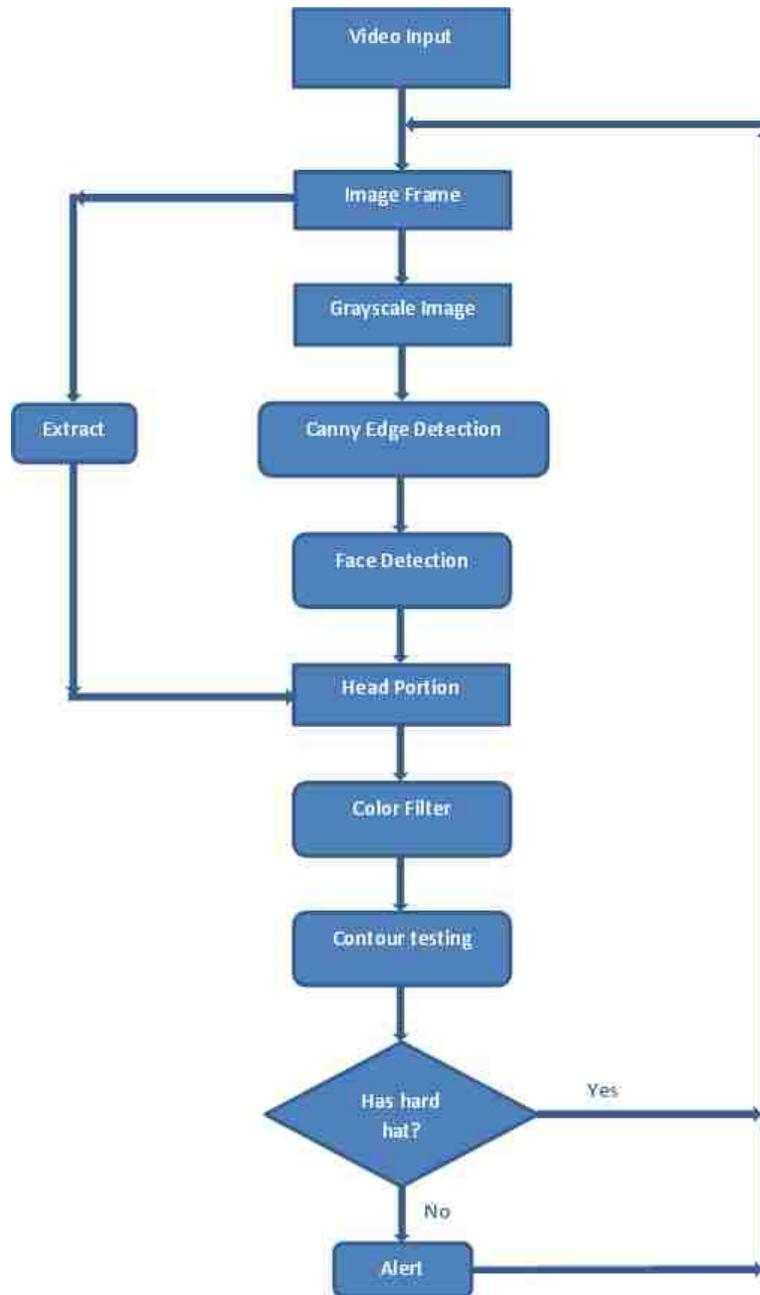 Video Input
Image Frame
Grayscale Image
Extract
Canny Edge Detection
Face Detection
Head Portion
Color Filter
Contour testing
Has hard
hat?
Yes
No
Alert